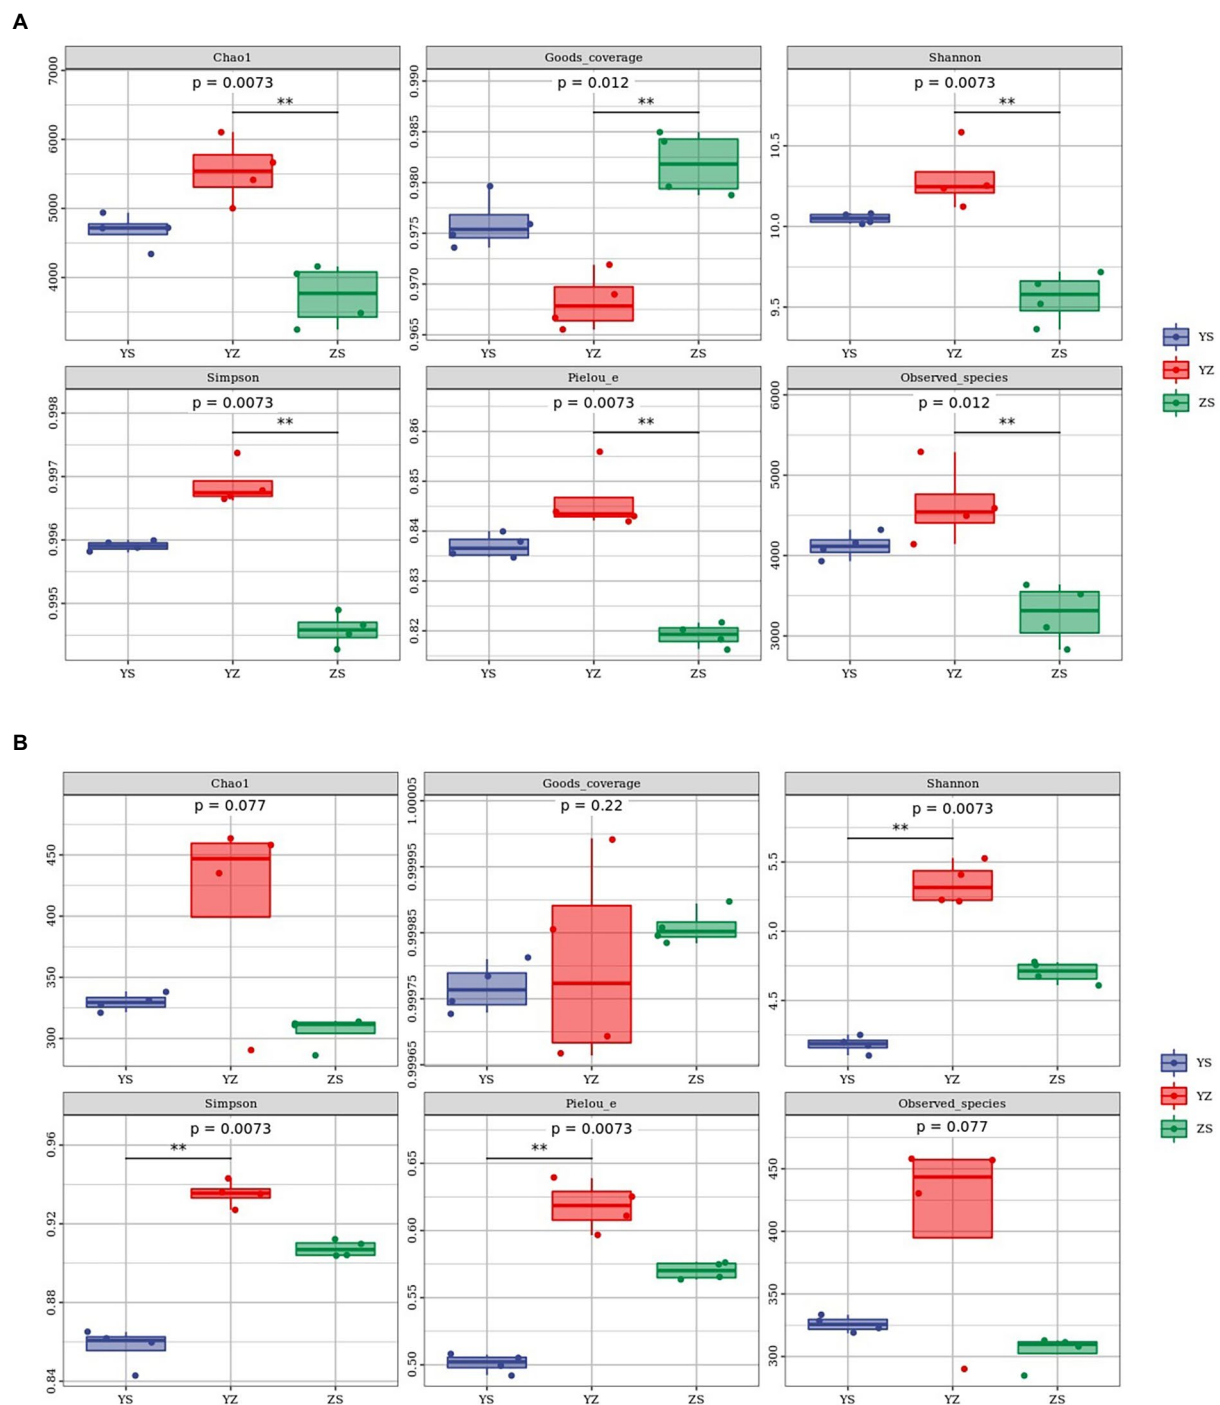 A
Chao1 Goods_coverage Shannon
p = 0.0073 p = 0.012 p = 0.0073
** ** **
7000 6000 5000 4000
0.990 0.985 0.980 0.975 0.970 0.965
10.5 10.0 9.5
YS YZ ZS YS YZ ZS YS YZ ZS
YS
YZ
ZS
Simpson Pielou_e Observed_species
p = 0.0073 p = 0.0073 p = 0.012
** ** **
0.998 0.997 0.996 0.995
0.86 0.85 0.84 0.83 0.82
6000 5000 4000 3000
YS YZ ZS YS YZ ZS YS YZ ZS
B
Chao1 Goods_coverage Shannon
p = 0.077 p = 0.22 p = 0.0073
**
450 400 350 300
1.00005 0.99995 0.99985 0.99975 0.99965
5.5 5.0 4.5
YS YZ ZS YS YZ ZS YS YZ ZS
YS
YZ
ZS
Simpson Pielou_e Observed_species
p = 0.0073 p = 0.0073 p = 0.077
** **
0.96 0.92 0.88 0.84
0.65 0.60 0.55 0.50
450 400 350 300
YS YZ ZS YS YZ ZS YS YZ ZS